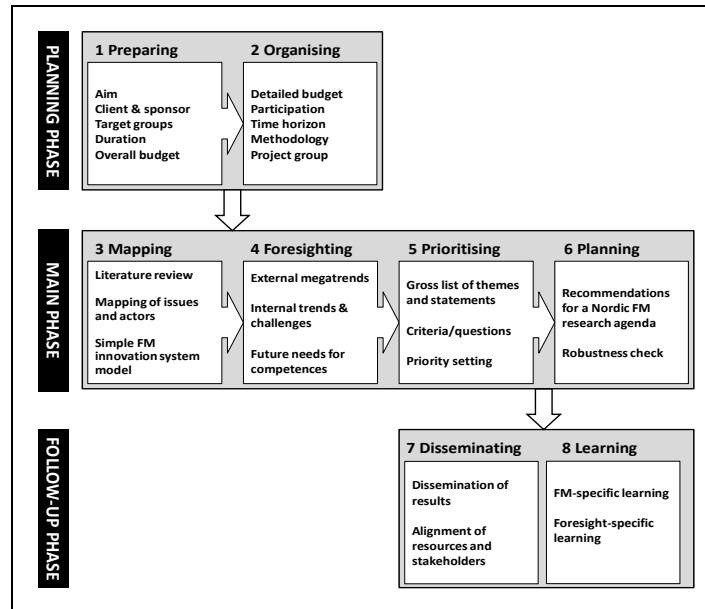 PLANNING PHASE
1 Preparing
Aim
Client & sponsor
Target groups
Duration
Overall budget
2 Organising
Detailed budget
Participation
Time horizon
Methodology
Project group
MAIN PHASE
3 Mapping
Literature review
Mapping of issues
and actors
Simple FM
innovation system
model
4 Foresighting
External megatrends
Internal trends &
challenges
Future needs for
competences
5 Prioritising
Gross list of themes
and statements
Criteria/questions
Priority setting
6 Planning
Recommendations
for a Nordic FM
research agenda
Robustness check
FOLLOW-UP PHASE
7 Disseminating
Dissemination of
results
Alignment of
resources and
stakeholders
8 Learning
FM-specific learning
Foresight-specific
learning